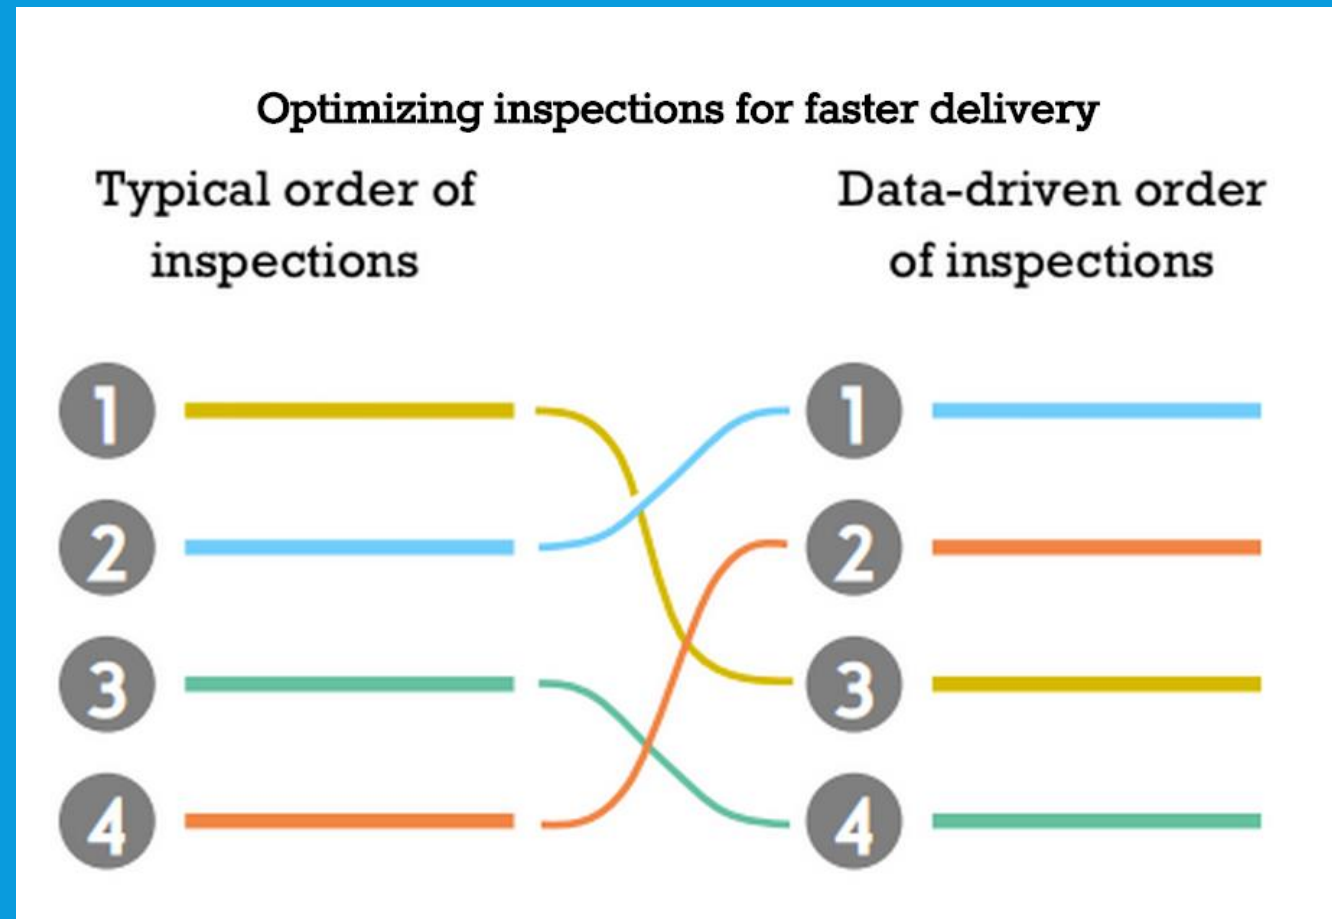 Optimizing inspections for faster delivery
Typical order of
inspections
Data-driven order
of inspections
1
1
2
2
3
3
4
4